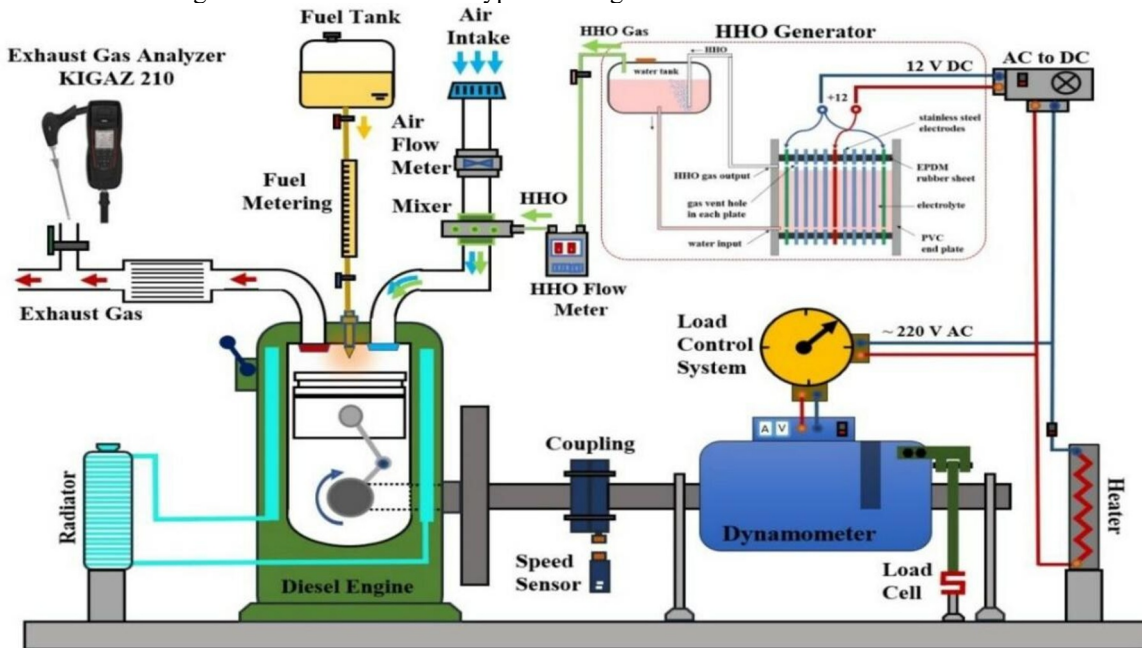 Fuel Tank
Air
Intake
HHO Gas
HHO Generator
AC to DC
Exhaust Gas Analyzer
KIGAZ 210
HHO
water tank
12 V DC
+12
stainless steel
electrodes
Air
Flow
Meter
Fuel
Metering
HHO gas output
EPDM
rubber sheet
gas vent hole
in each plate
electrolyte
Mixer
HHO
water input
PVC
end plate
HHO Flow
Meter
Exhaust Gas
Load
Control
System
~ 220 V AC
A V
Coupling
Radiator
Dynamometer
Heater
Speed
Sensor
Load
Cell
Diesel Engine